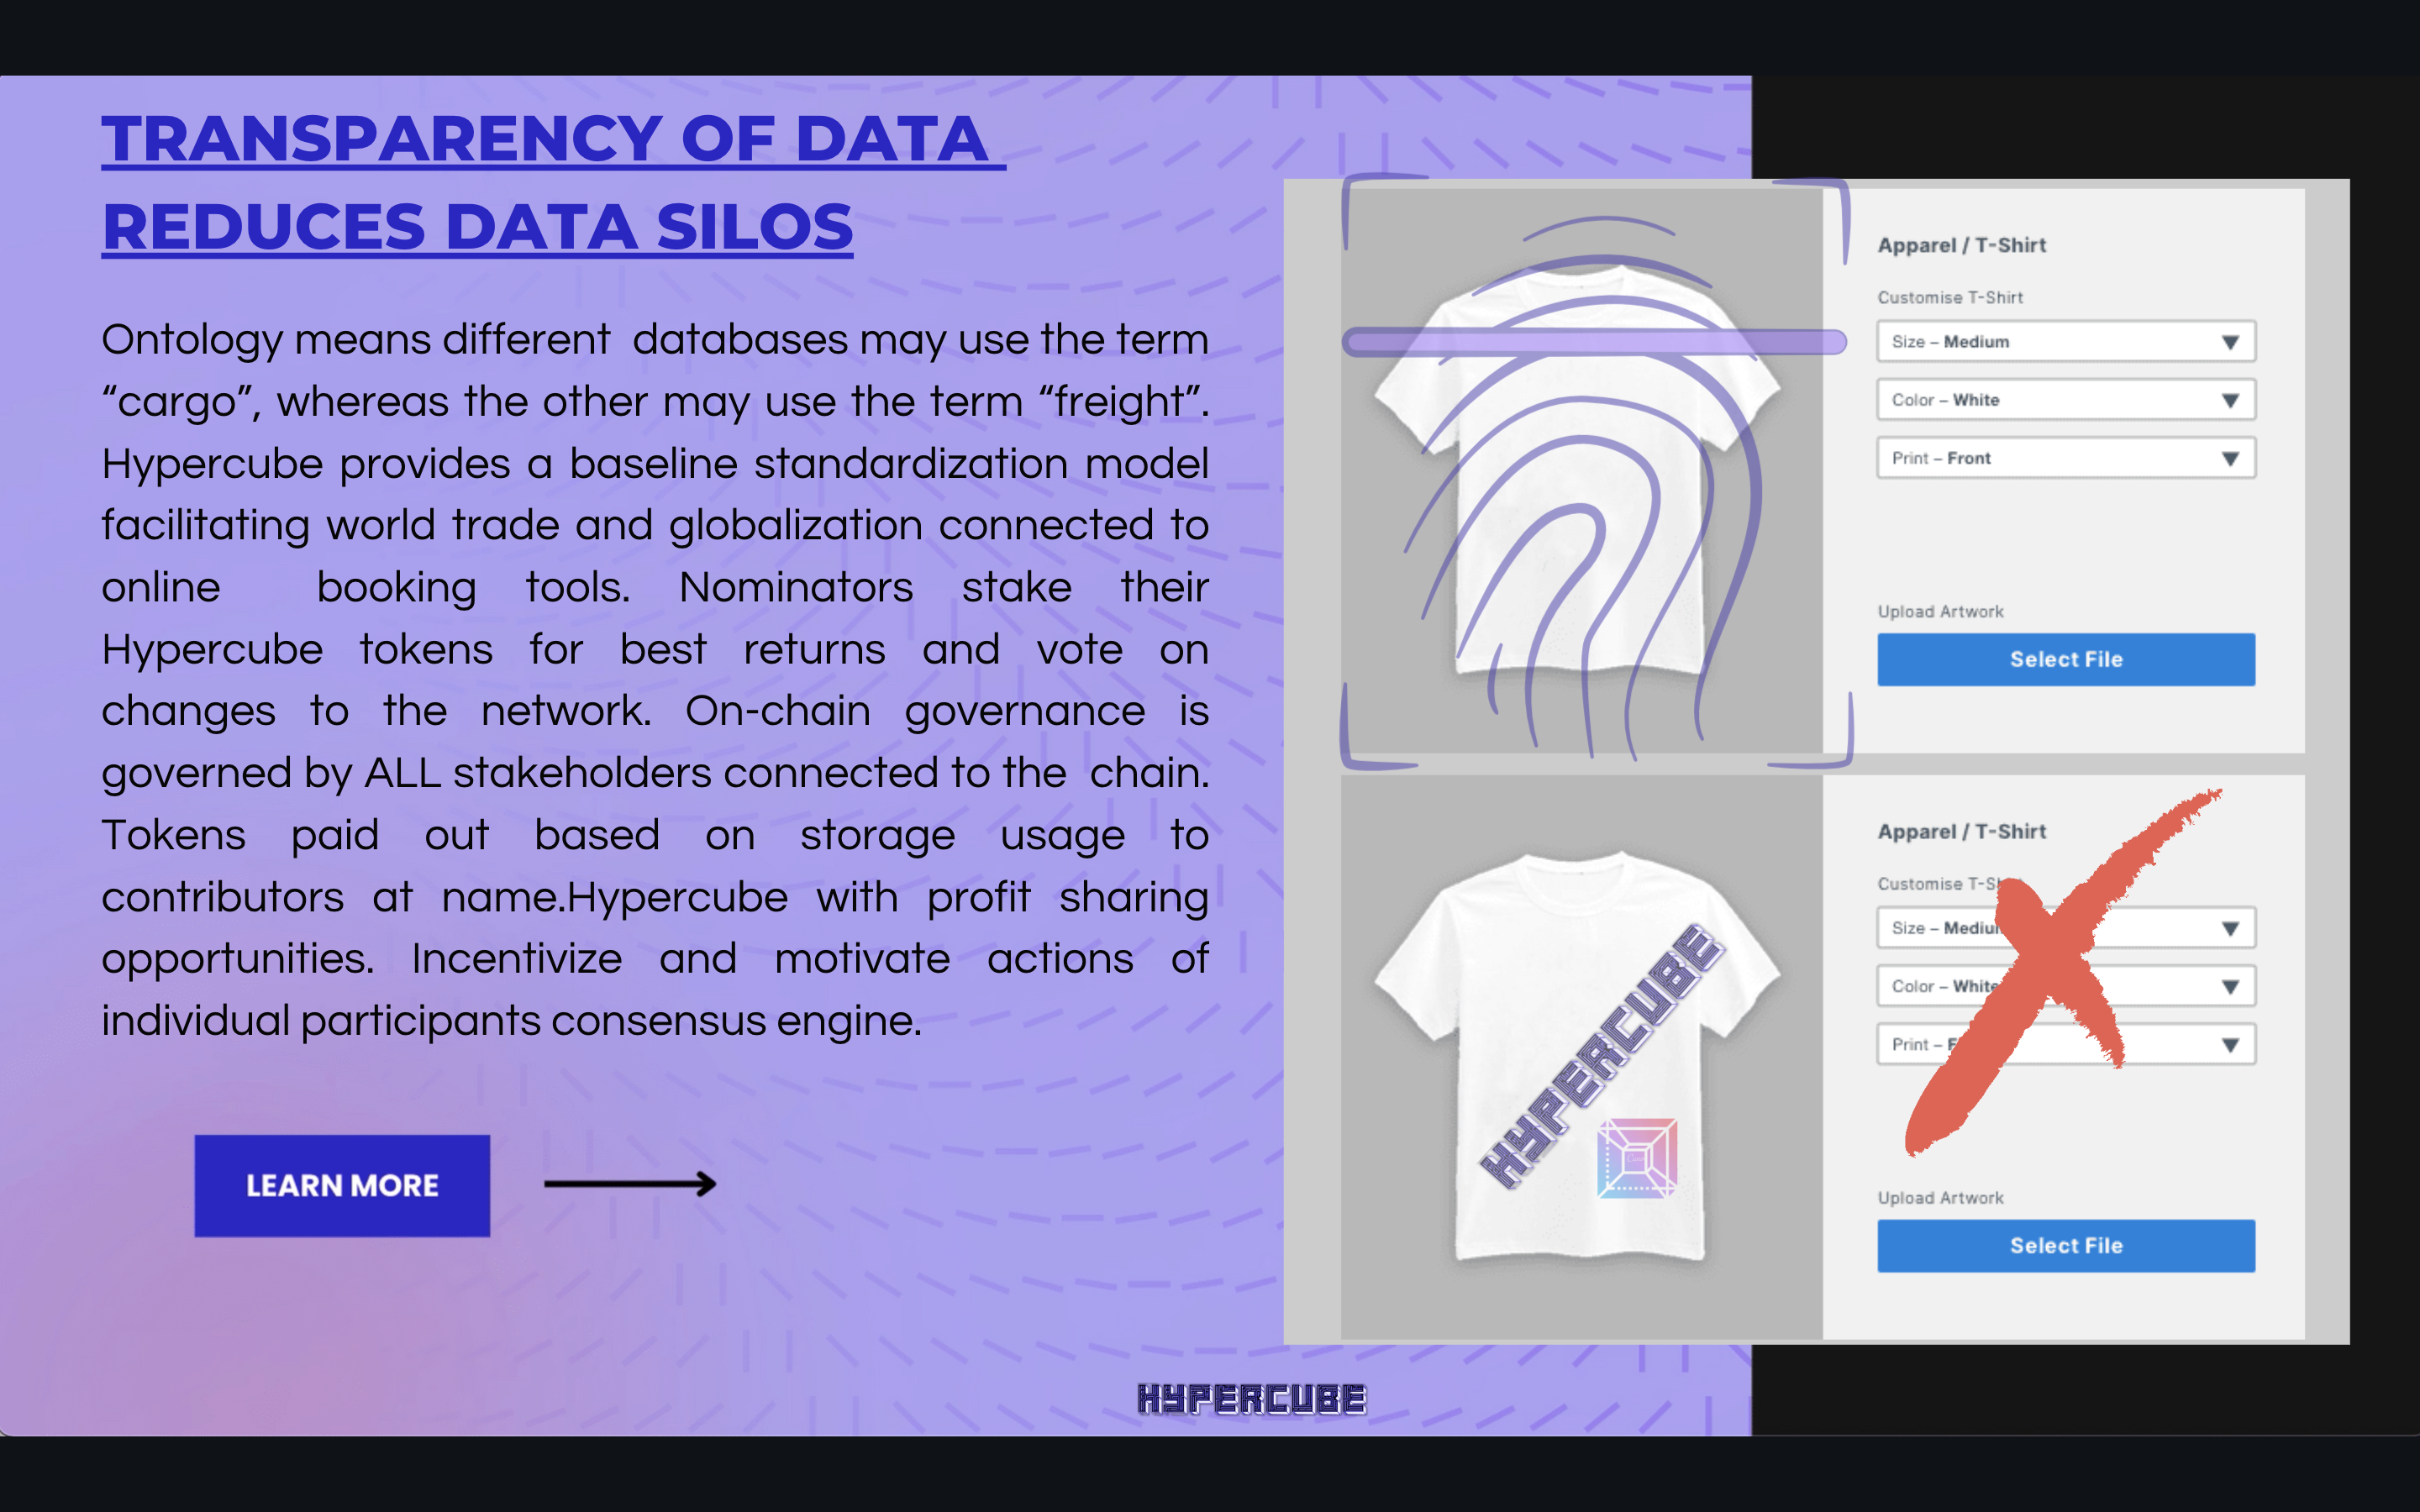 TRANSPARENCY OF DATA
REDUCES DATA SILOS
Ontology means different databases may use the term
“cargo”, whereas the other may use the term “freight”.
Hypercube provides a baseline standardization model
facilitating world trade and globalization connected to
online booking tools. Nominators stake their
Hypercube tokens for best returns and vote on
changes to the network. On-chain governance is
governed by ALL stakeholders connected to the chain.
Tokens paid out based on storage usage to
contributors at name.Hypercube with profit sharing
opportunities. Incentivize and motivate actions of
individual participants consensus engine.
LEARN MORE
Apparel / T-Shirt
Customise T-Shirt
Size – Medium
Color – White
Print – Front
Upload Artwork
Select File
HYPERCUBE
Apparel / T-Shirt
Customise
Size –
Color – White
Print –
Upload Artwork
Select File
HYPERCUBE